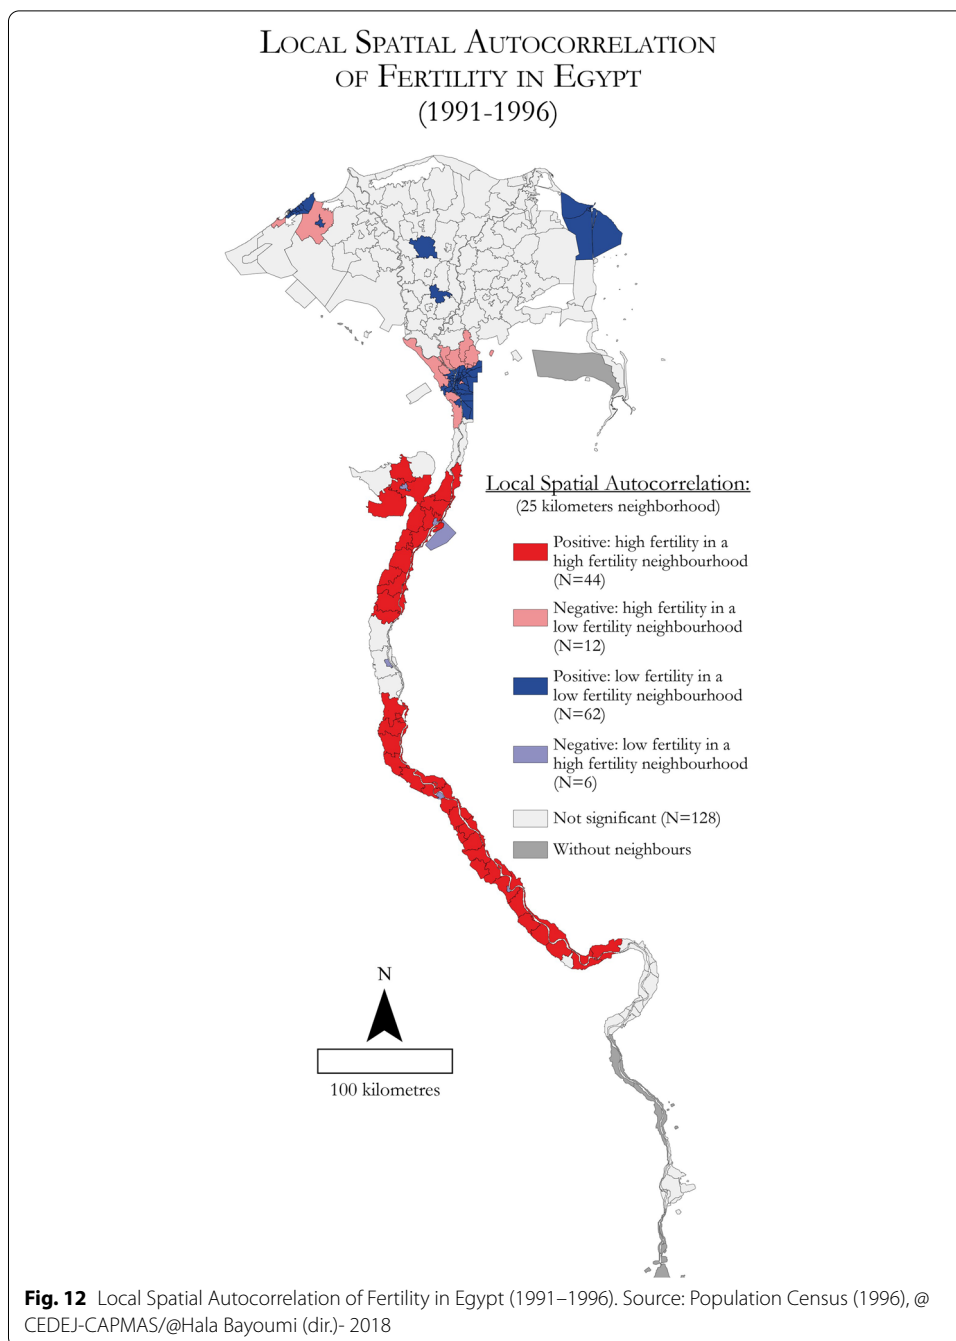 LOCAL SPATIAL AUTOCORRELATION
OF FERTILITY IN EGYPT
(1991-1996)
Local Spatial Autocorrelation:
(25 kilometers neighborhood)
Positive: high fertility in a
high fertility neighbourhood
(N=44)
Negative: high fertility in a
low fertility neighbourhood
(N=12)
Positive: low fertility in a
low fertility neighbourhood
(N=62)
Negative: low fertility in a
high fertility neighbourhood
(N=6)
Not significant (N=128)
Without neighbours
N
100 kilometres
Fig. 12 Local Spatial Autocorrelation of Fertility in Egypt (1991–1996). Source: Population Census (1996), @
CEDEJ-CAPMAS/@Hala Bayoumi (dir.)- 2018